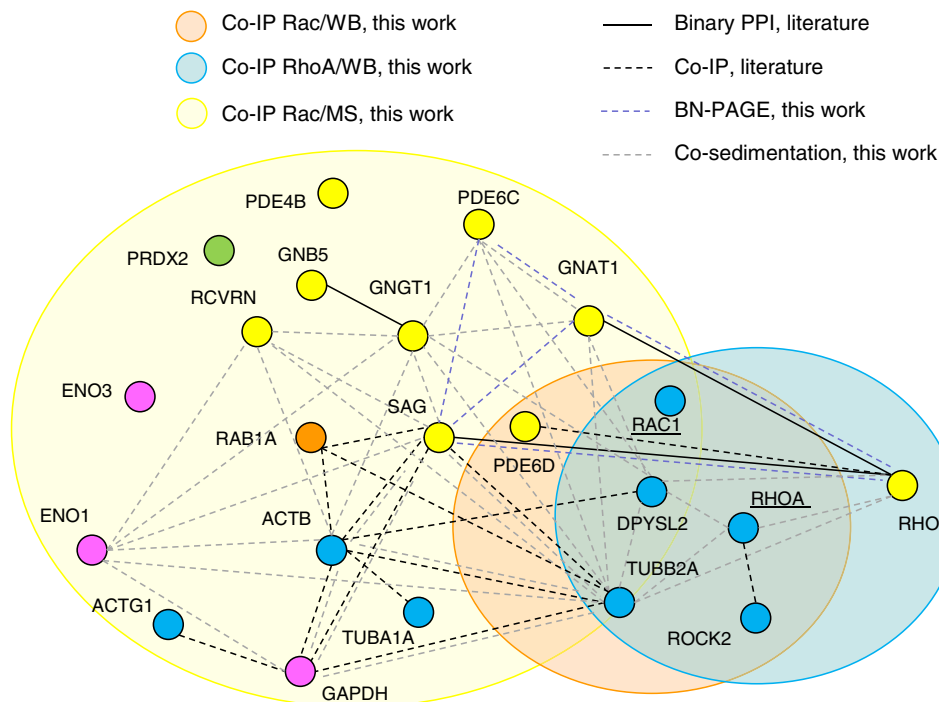 Co-IP Rac/WB, this work
Co-IP RhoA/WB, this work
Co-IP Rac/MS, this work
Binary PPI, literature
Co-IP, literature
BN-PAGE, this work
Co-sedimentation, this work
PDE4B
PDE6C
PRDX2
GNB5
GNAT1
GNGT1
RCVRN
ENO3
SAG
RAC1
RAB1A
PDE6D
RHOA
ENO1
ACTB
DPYSL2
RHO
TUBB2A
ACTG1
TUBA1A
ROCK2
GAPDH